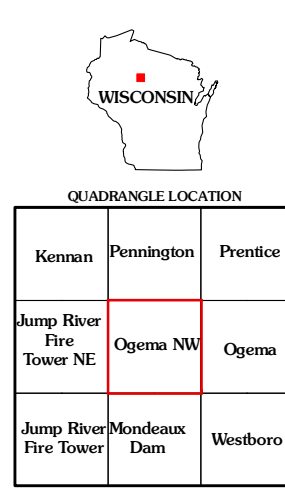 WISCONSIN
QUADRANGLE LOCATION
Kennan
Pennington
Prentice
Jump River
Fire
Tower NE
Ogema NW
Ogema
Jump River
Fire Tower
Mondeaux
Dam
Westboro